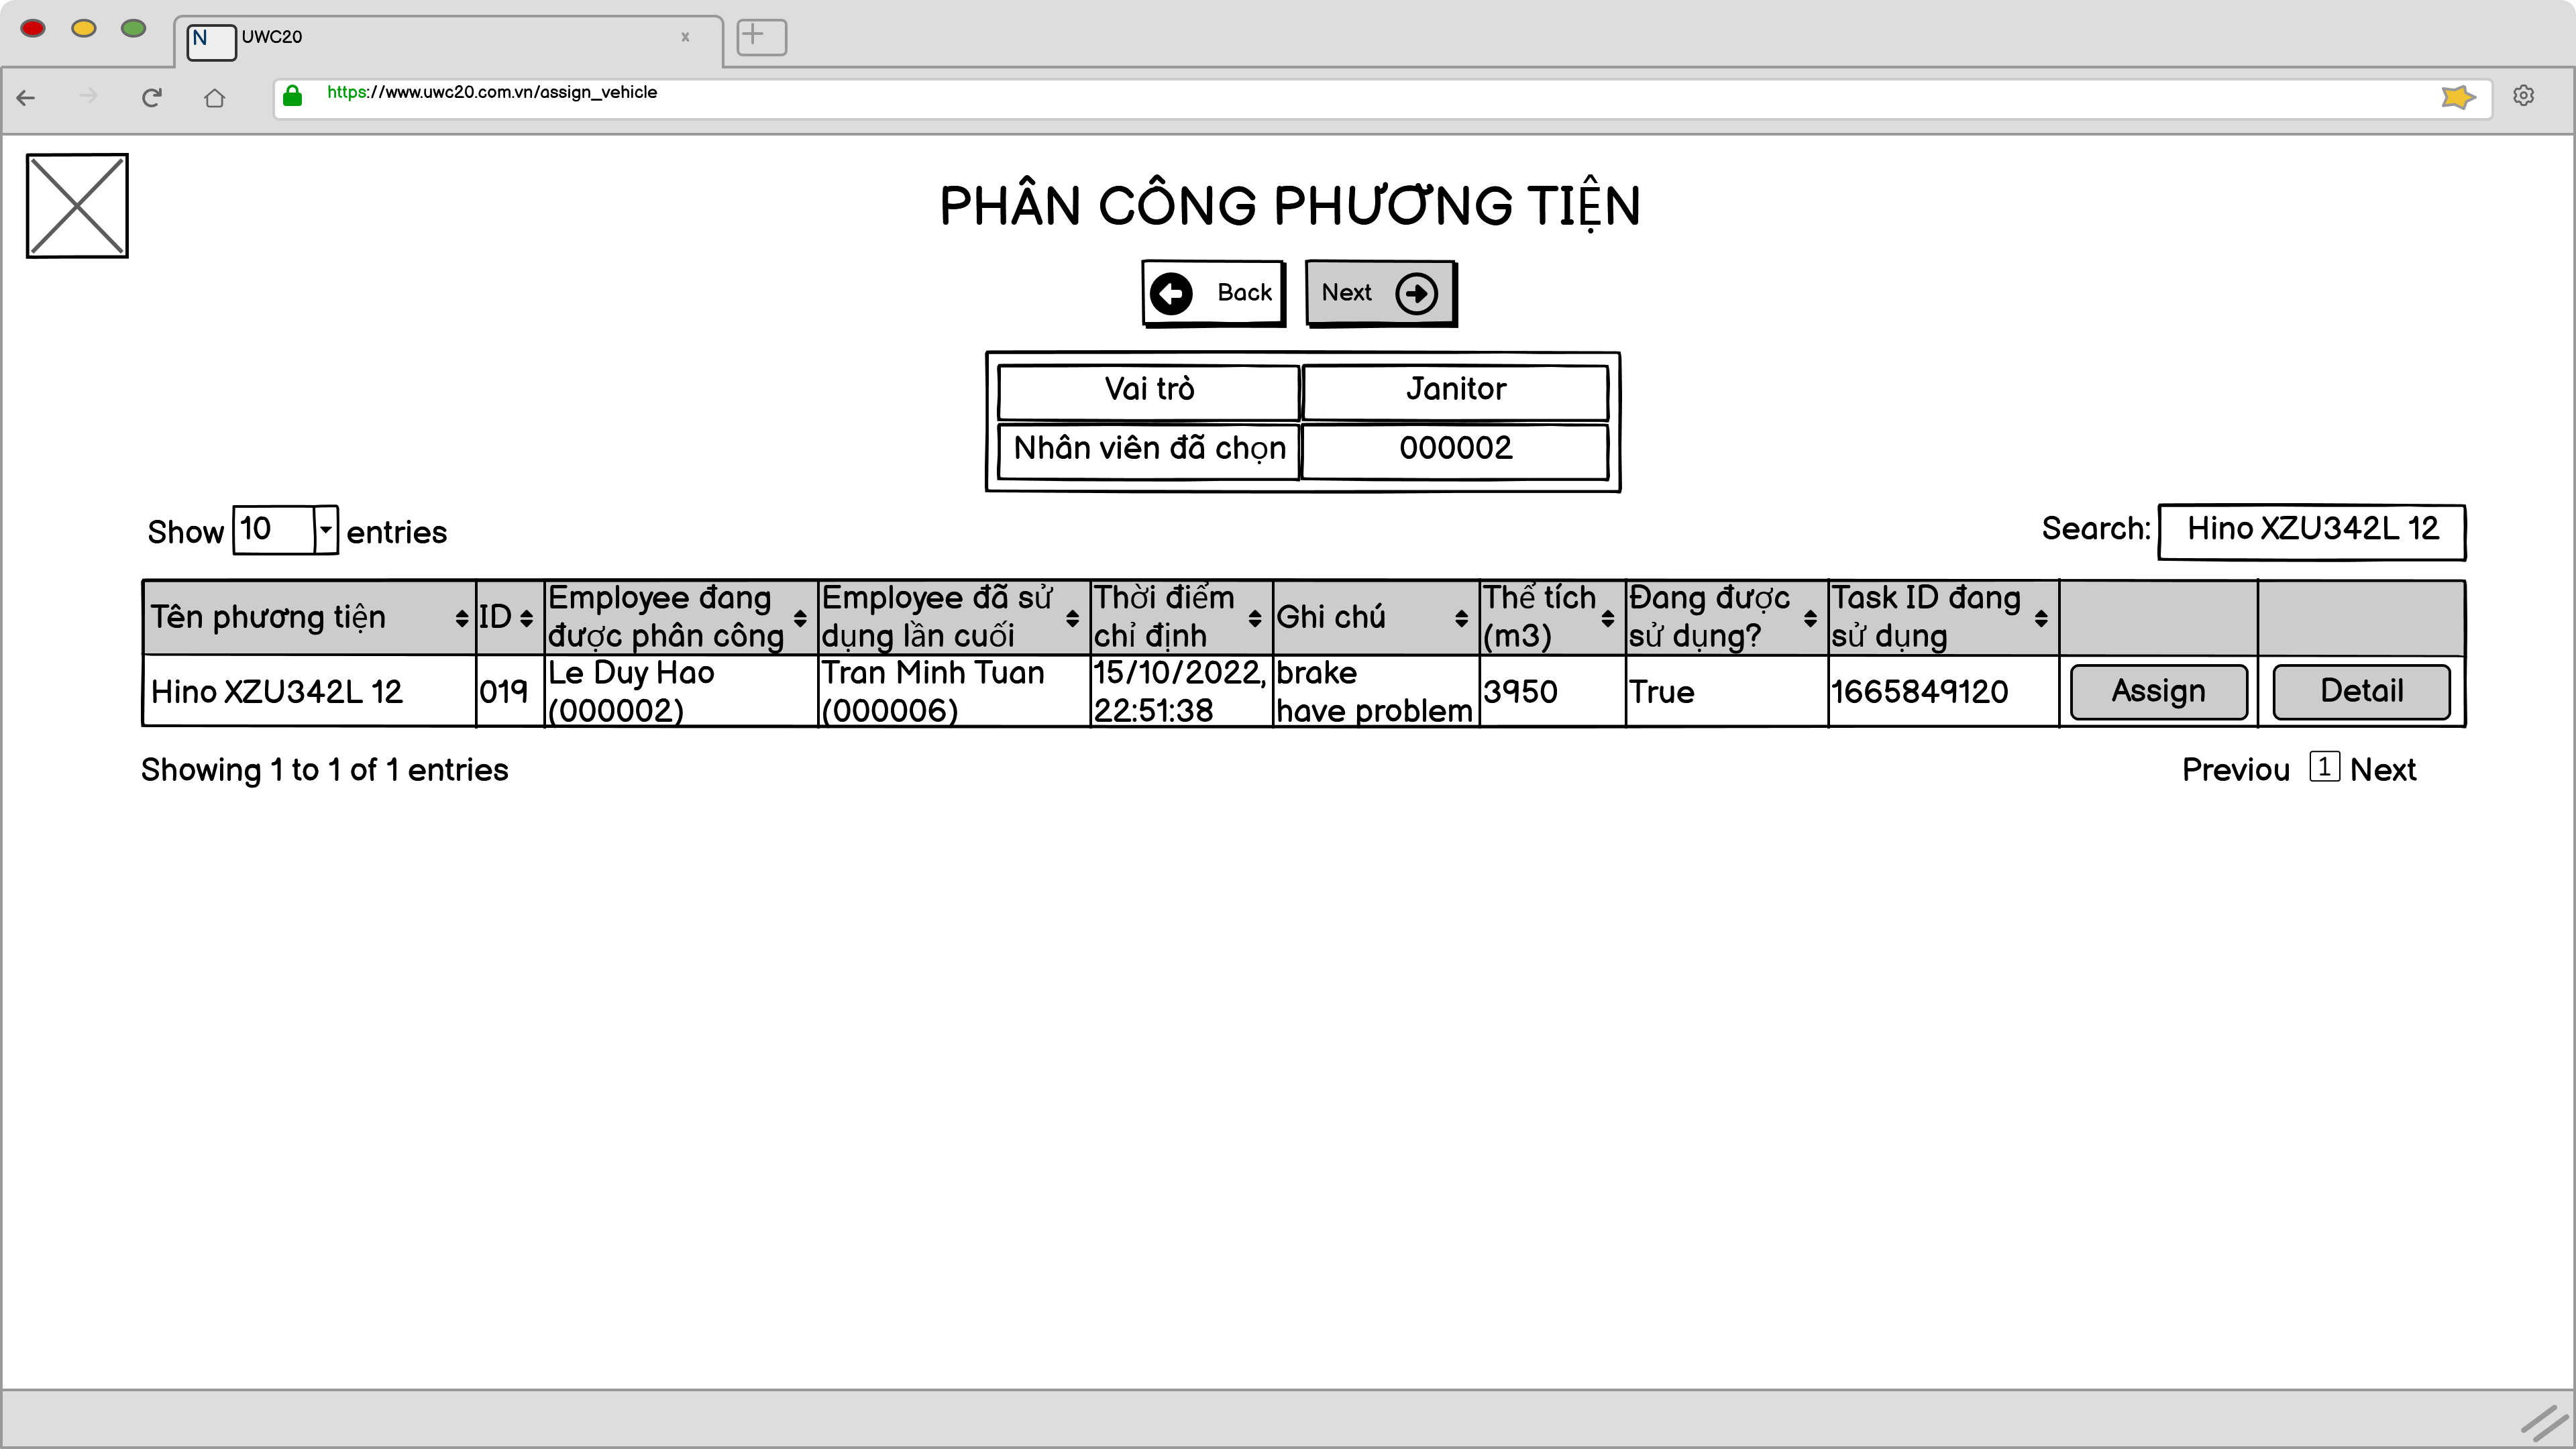 N UWC20 x
https://www.uwc20.com.vn/assign_vehicle
PHÂN CÔNG PHƯƠNG TIỆN
Back
Next
Vai trò Janitor
Nhân viên đã chọn 000002
Show 10 entries
Search: Hino XZU342L 12
Tên phương tiện
ID
Employee đang
được phân công
Employee đã sử
dụng lần cuối
Thời điểm
chỉ định
Ghi chú
Thể tích
(m3)
Đang được
sử dụng?
Task ID đang
sử dụng
Hino XZU342L 12
019
Le Duy Hao
(000002)
Tran Minh Tuan
(000006)
15/10/2022,
22:51:38
brake
have problem
3950
True
1665849120
Assign
Detail
Showing 1 to 1 of 1 entries
Previou 1 Next